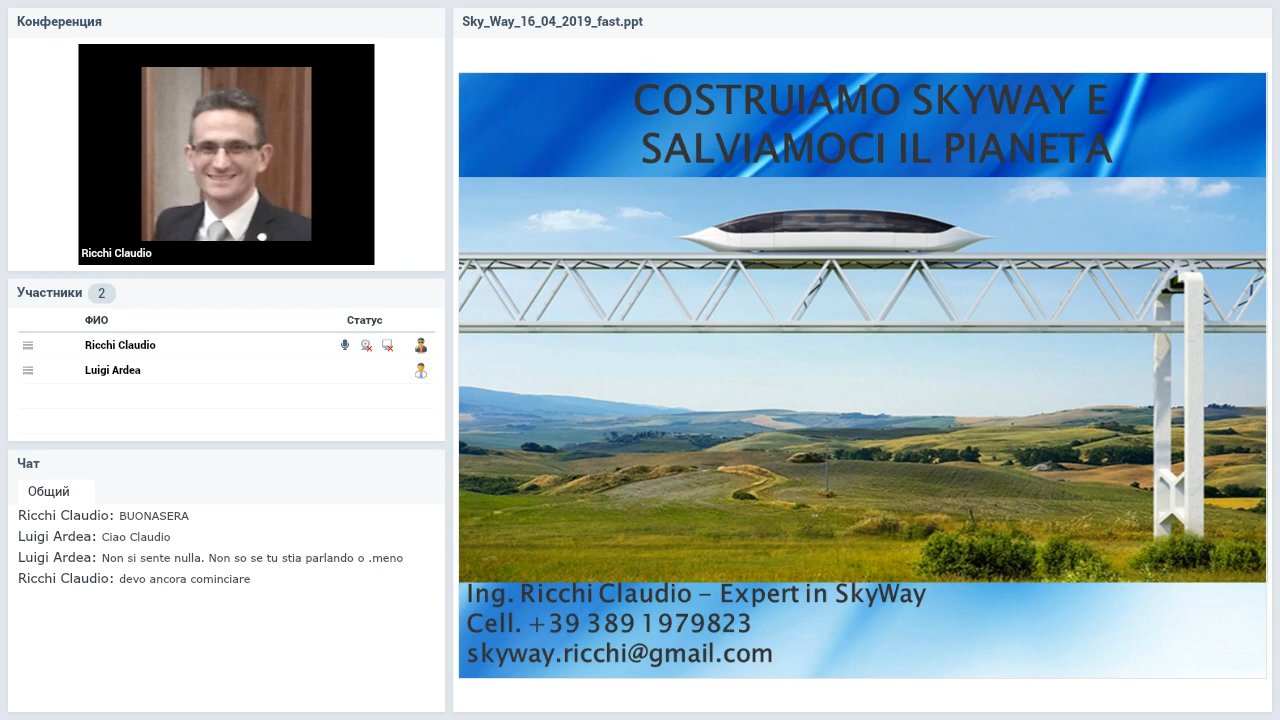 Конференция
Ricchi Claudio
Участники 2
ФИО Статус
Ricchi Claudio
Luigi Ardea
Чат
Общий
Ricchi Claudio: BUONASERA
Luigi Ardea: Ciao Claudio
Luigi Ardea: Non si sente nulla. Non so se tu stia parlando o .meno
Ricchi Claudio: devo ancora cominciare
Sky_Way_16_04_2019_fast.ppt
COSTRUIAMO SKYWAY E
SALVIAMOCI IL PIANETA
Ing. Ricchi Claudio – Expert in SkyWay
Cell. +39 389 1979823
skyway.ricchi@gmail.com